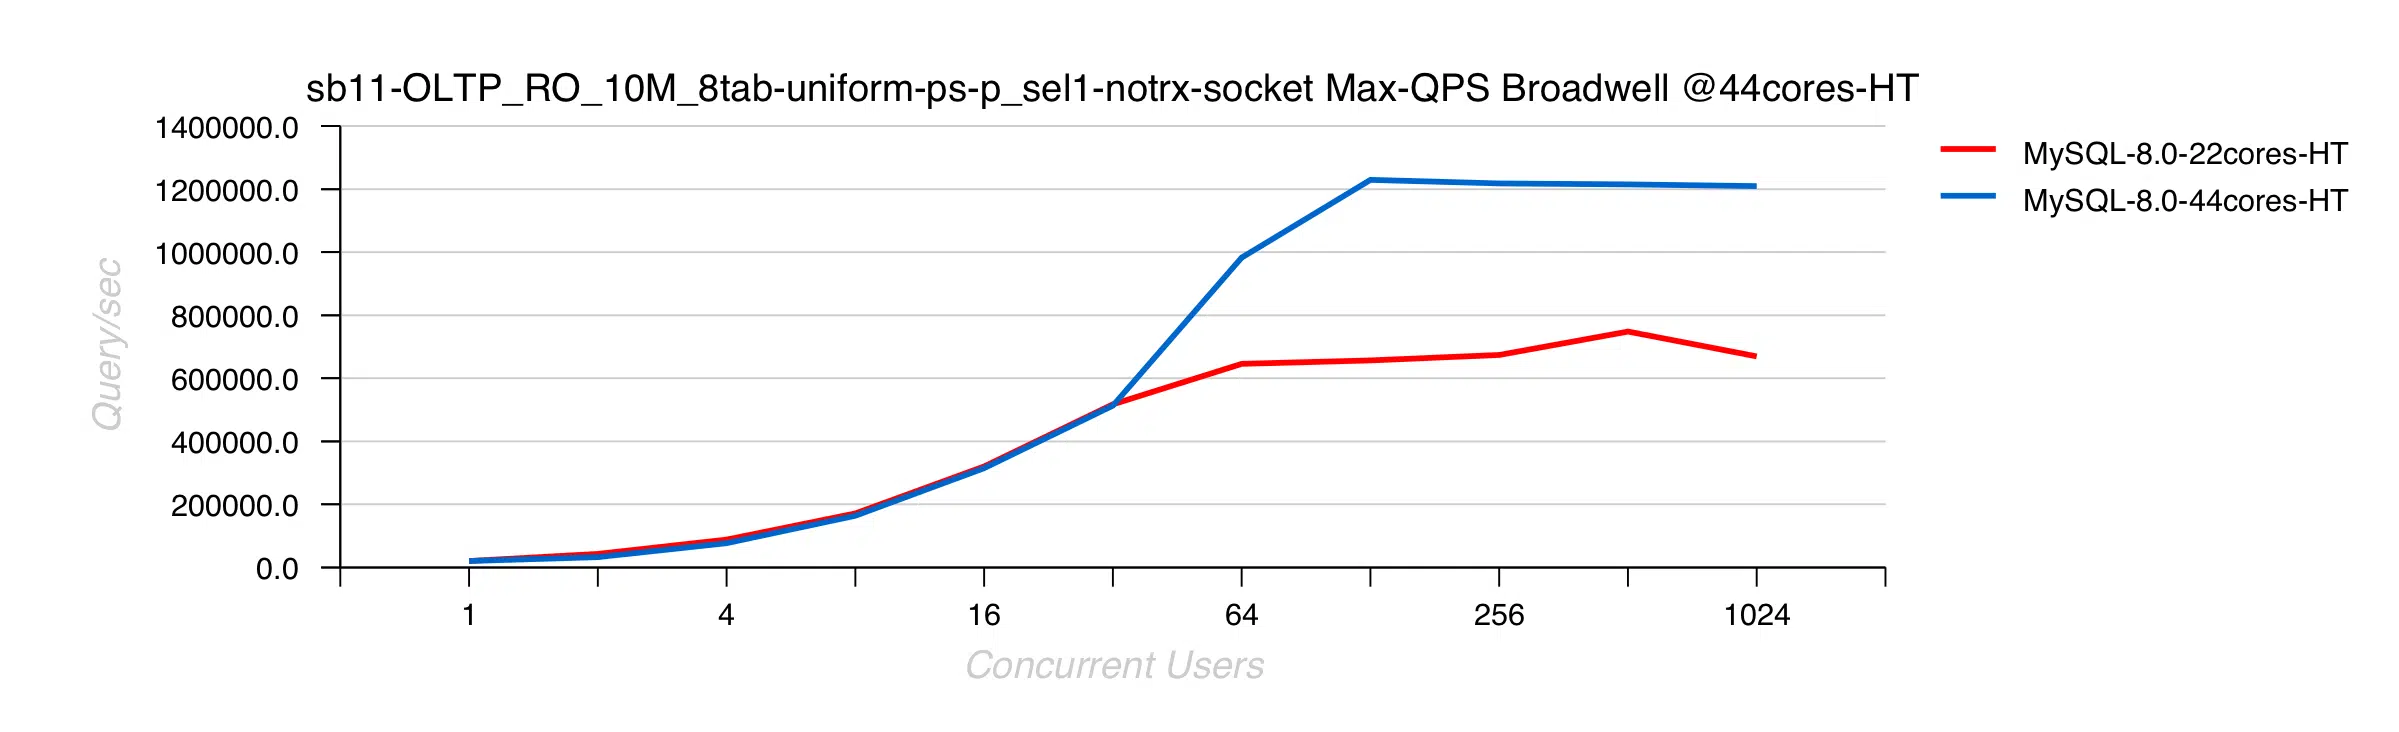 sb11-OLTP_RO_10M_8tab-uniform-ps-p_sel1-notrx-socket Max-QPS Broadwell @44cores-HT
1400000.0
1200000.0
1000000.0
800000.0
600000.0
400000.0
200000.0
0.0
Query/sec
1
4
16
64
256
1024
Concurrent Users
MySQL-8.0-22cores-HT
MySQL-8.0-44cores-HT